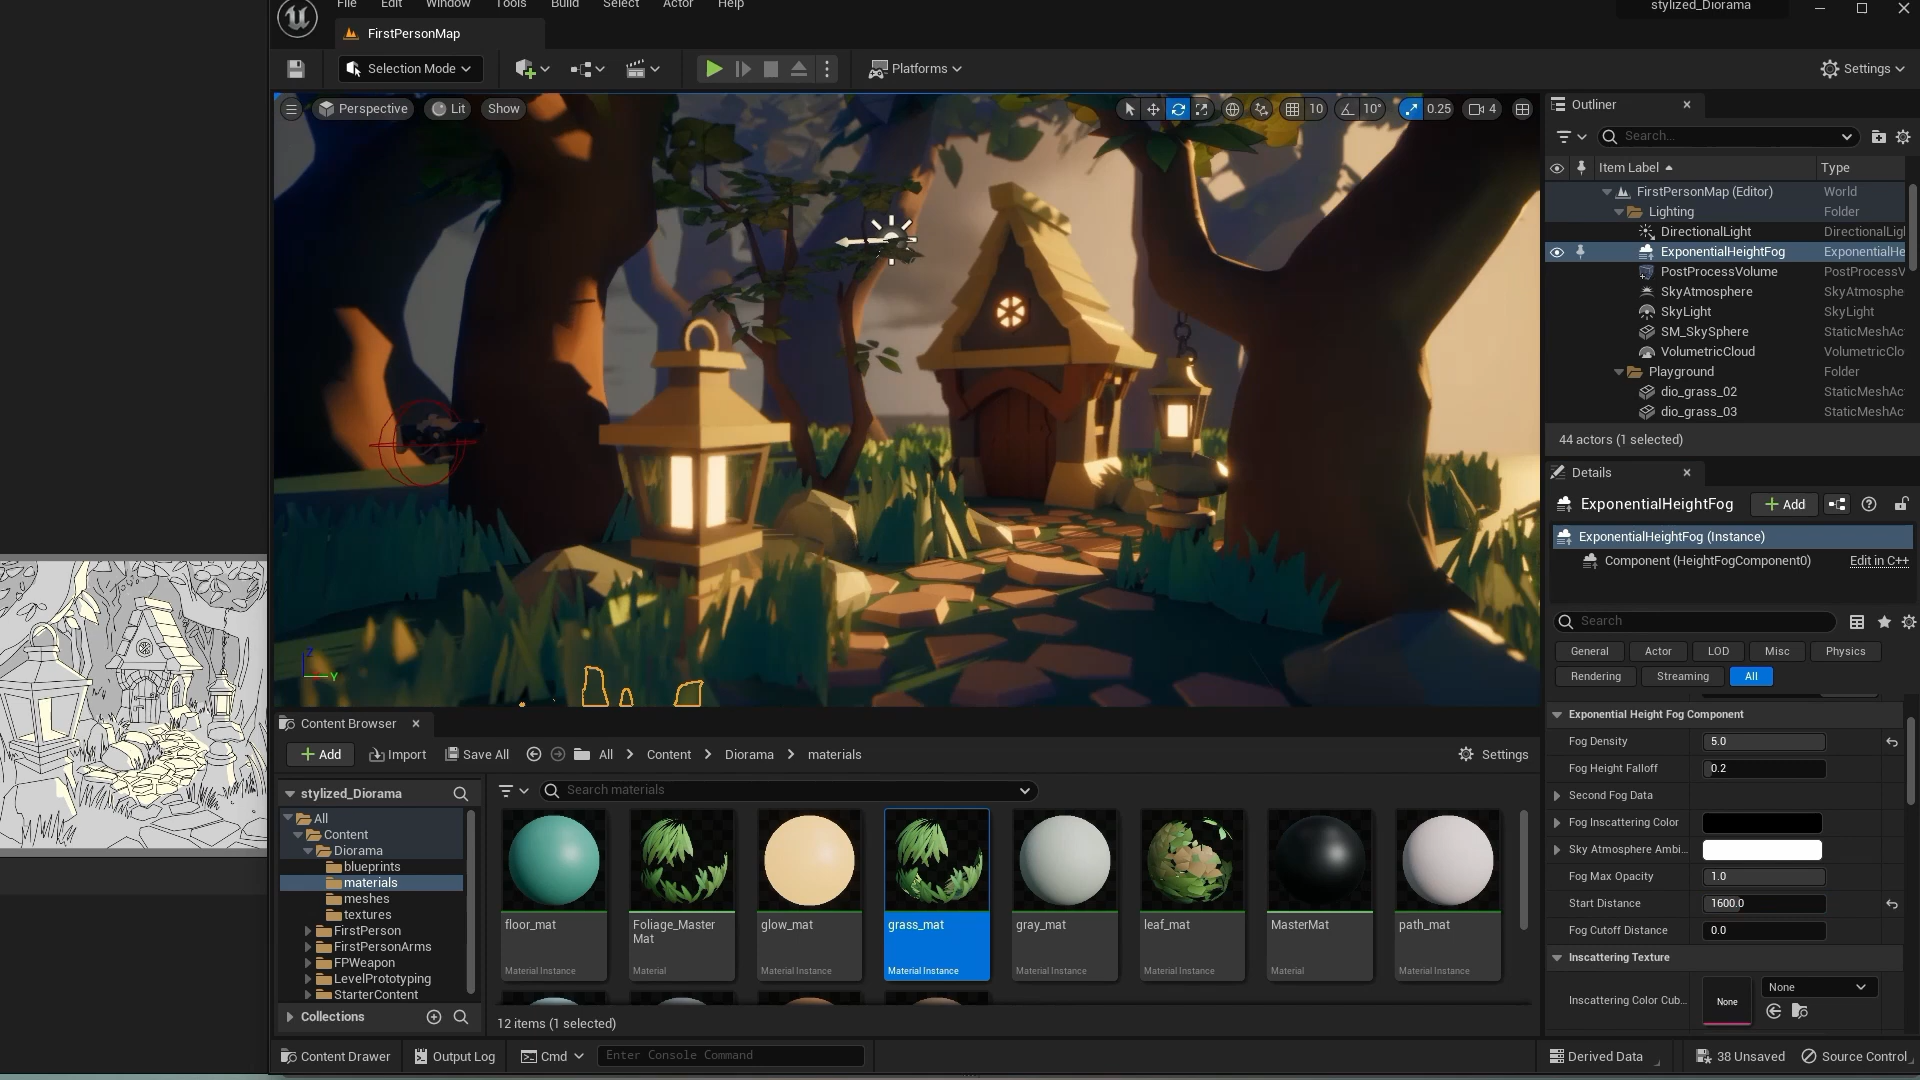 File Edit Window Tools Build Select Actor Help
stylized_Diorama
FirstPersonMap
Selection Mode
Platforms
Settings
Perspective
Lit
Show
10
10°
0.25
4
Outliner
Search...
Item Label
Type
FirstPersonMap (Editor) World
Lighting Folder
DirectionalLight DirectionalLigl
ExponentialHeightFog ExponentialHe
PostProcessVolume PostProcessV
SkyAtmosphere SkyAtmosphe
SkyLight SkyLight
SM_SkySphere StaticMeshAc
VolumetricCloud VolumetricClo
Playground Folder
dio_grass_02 StaticMeshAc
dio_grass_03 StaticMeshAc
44 actors (1 selected)
Details
ExponentialHeightFog
Add
ExponentialHeightFog (Instance)
Component (HeightFogComponent0) Edit in C++
Search
General Actor LOD Misc Physics
Rendering Streaming All
Exponential Height Fog Component
Fog Density 5.0
Fog Height Falloff 0.2
Second Fog Data
Fog Inscattering Color
Sky Atmosphere Ambi...
Fog Max Opacity 1.0
Start Distance 1600.0
Fog Cutoff Distance 0.0
Inscattering Texture
Inscattering Color Cub... None None
Z
Y
Content Browser
Add Import Save All All Content Diorama materials Settings
stylized_Diorama
Search materials
All
Content
Diorama
blueprints
materials
meshes
textures
FirstPerson
FirstPersonArms
FPWeapon
LevelPrototyping
StarterContent
Collections
floor_mat
Material Instance
Foliage_Master
Mat
Material
glow_mat
Material Instance
grass_mat
Material Instance
gray_mat
Material Instance
leaf_mat
Material Instance
MasterMat
Material
path_mat
Material Instance
12 items (1 selected)
Content Drawer Output Log Cmd Enter Console Command Derived Data 38 Unsaved Source Control